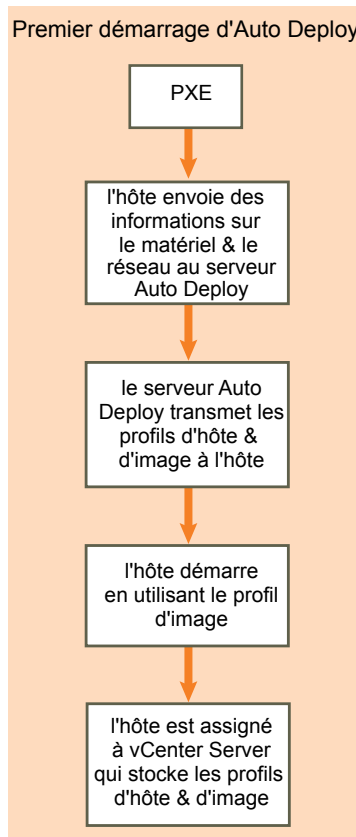 Premier démarrage d'Auto Deploy
PXE
l'hôte envoie des
informations sur
le matériel & le
réseau au serveur
Auto Deploy
le serveur Auto
Deploy transmet les
profils d'hôte &
d'image à l'hôte
l'hôte démarre
en utilisant le profil
d'image
l'hôte est assigné
à vCenter Server
qui stocke les profils
d'hôte & d'image